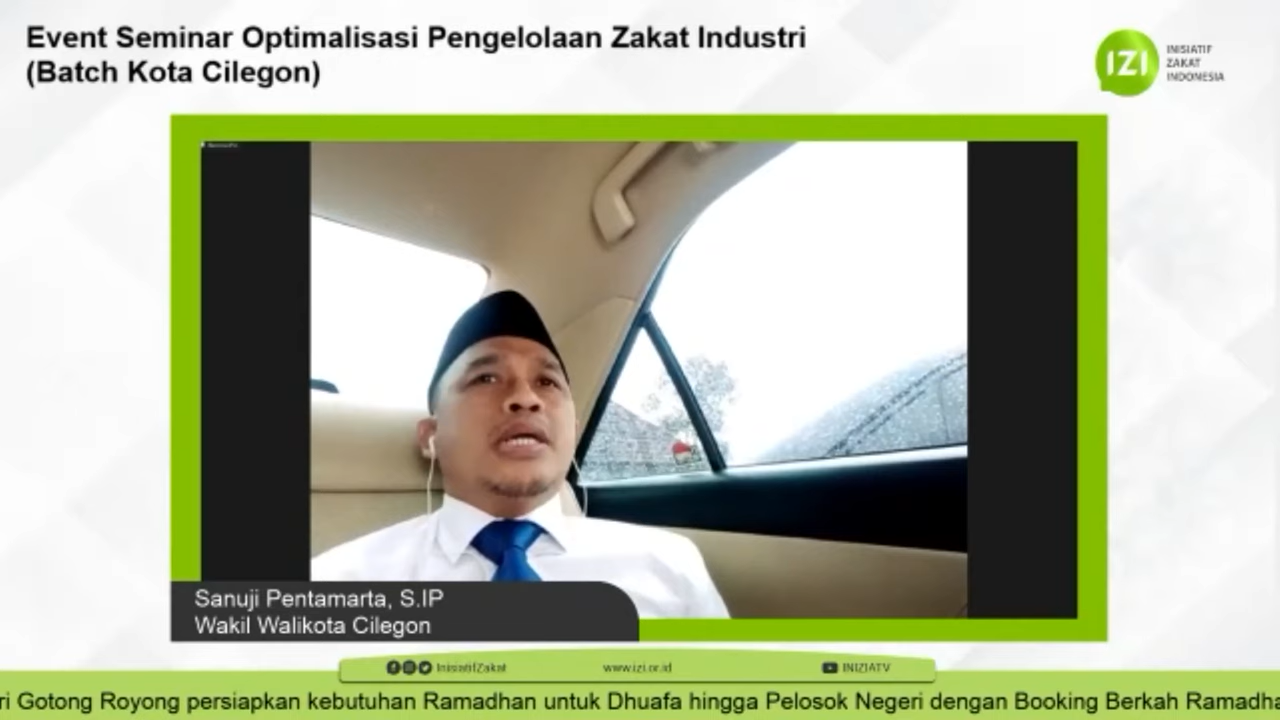 Event Seminar Optimalisasi Pengelolaan Zakat Industri
(Batch Kota Cilegon)
IZI
INISIATIF
ZAKAT
INDONESIA
Sanuji Pentamarta, S.IP
Wakil Walikota Cilegon
InisiatifZakat
www.izi.or.id
INIZIATV
ri Gotong Royong persiapkan kebutuhan Ramadhan untuk Dhuafa hingga Pelosok Negeri dengan Booking Berkah Ramadha